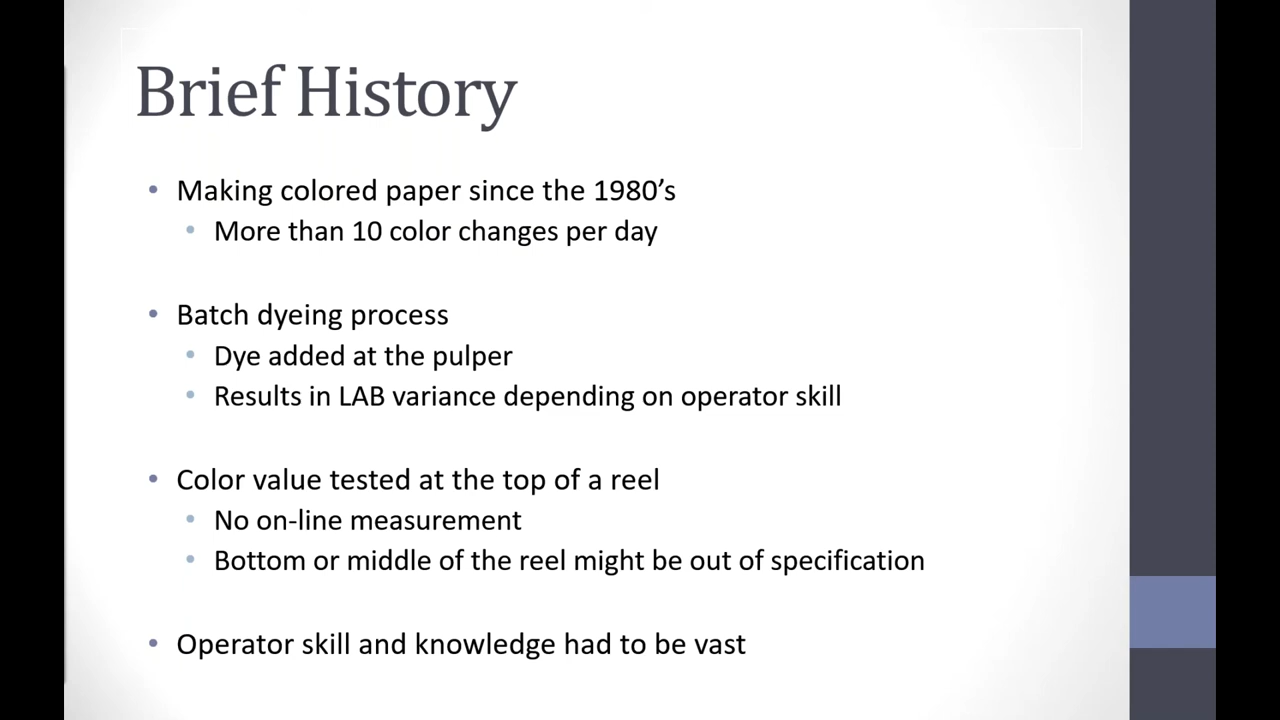 Brief History
• Making colored paper since the 1980’s
• More than 10 color changes per day
• Batch dyeing process
• Dye added at the pulper
• Results in LAB variance depending on operator skill
• Color value tested at the top of a reel
• No on-line measurement
• Bottom or middle of the reel might be out of specification
• Operator skill and knowledge had to be vast